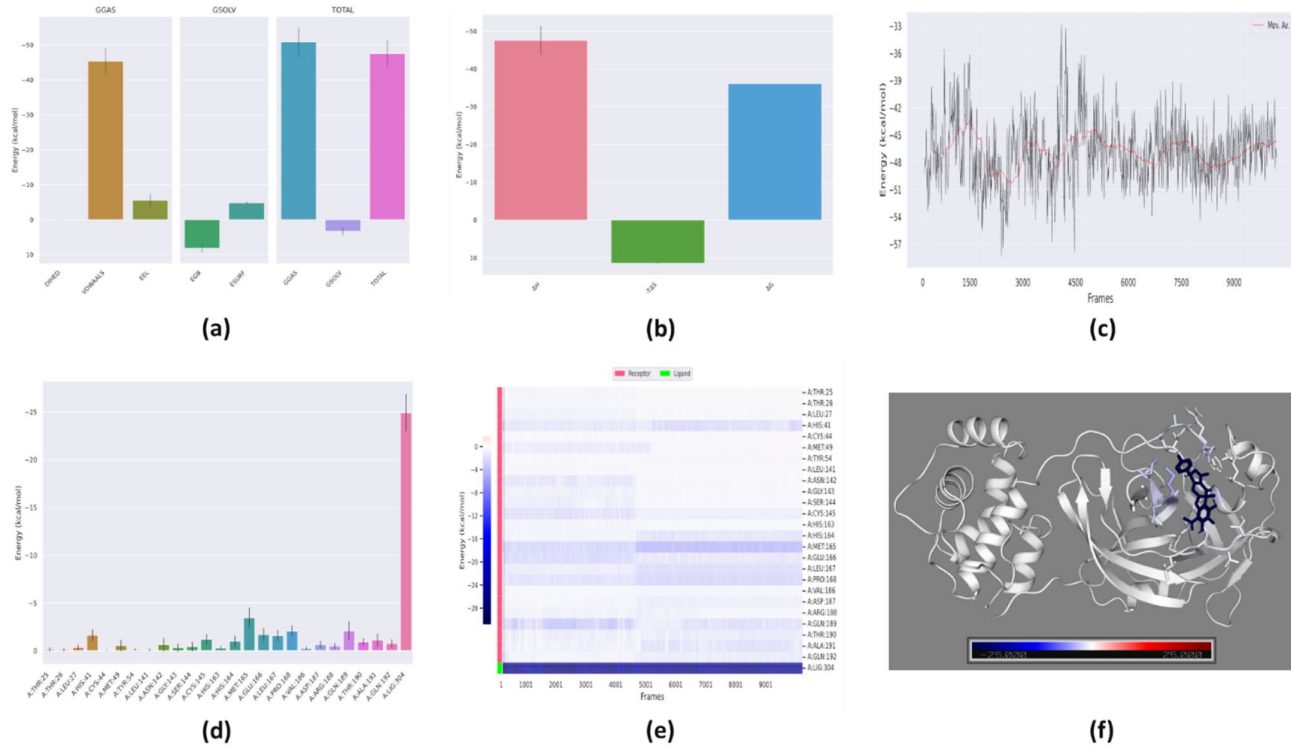 GGAS GSOLV TOTAL
Energy (kcal/mol)
-50
-40
-30
-20
-10
0
10
DIHED VDWAALS EEL EGB ESURF GGAS GSOLV TOTAL
(a)
Energy (kcal/mol)
-50
-40
-30
-20
-10
0
10
ΔH -TΔS ΔG
(b)
Mov. Av.
Energy (kcal/mol)
-33
-36
-39
-42
-45
-48
-51
-54
-57
0 1500 3000 4500 6000 7500 9000
Frames
(c)
Energy (kcal/mol)
-25
-20
-15
-10
-5
0
A:THR:25 A:THR:26 A:LEU:27 A:HIS:41 A:CYS:44 A:MET:49 A:TYR:54 A:LEU:141 A:ASN:142 A:GLY:143 A:SER:144 A:CYS:145 A:HIS:163 A:HIS:164 A:MET:165 A:GLU:166 A:LEU:167 A:PRO:168 A:VAL:186 A:ASP:187 A:ARG:188 A:GLN:189 A:THR:190 A:ALA:191 A:GLN:192 A:LIG:304
(d)
Receptor Ligand
Energy (kcal/mol)
0
-4
-8
-12
-16
-20
-24
-28
A:THR:25
A:THR:26
A:LEU:27
A:HIS:41
A:CYS:44
A:MET:49
A:TYR:54
A:LEU:141
A:ASN:142
A:GLY:143
A:SER:144
A:CYS:145
A:HIS:163
A:HIS:164
A:MET:165
A:GLU:166
A:LEU:167
A:PRO:168
A:VAL:186
A:ASP:187
A:ARG:188
A:GLN:189
A:THR:190
A:ALA:191
A:GLN:192
A:LIG:304
1 1001 2001 3001 4001 5001 6001 7001 8001 9001
Frames
(e)
-25.000 25.000
(f)